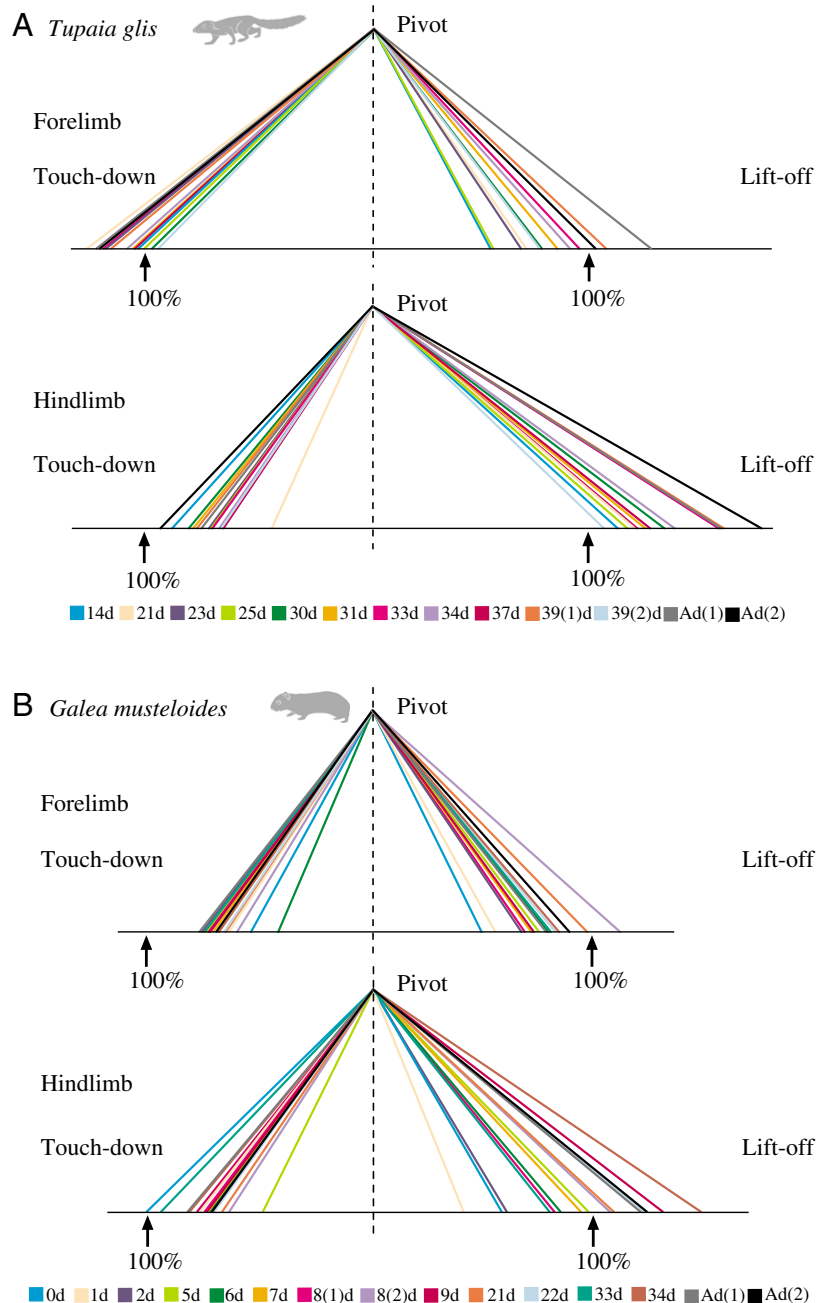 A Tupaia glis
Pivot
Forelimb
Touch-down
Lift-off
100%
100%
Pivot
Hindlimb
Touch-down
Lift-off
100%
100%
14d 21d 23d 25d 30d 31d 33d 34d 37d 39(1)d 39(2)d Ad(1) Ad(2)
B Galea musteloides
Pivot
Forelimb
Touch-down
Lift-off
100%
100%
Pivot
Hindlimb
Touch-down
Lift-off
100%
100%
0d 1d 2d 5d 6d 7d 8(1)d 8(2)d 9d 21d 22d 33d 34d Ad(1) Ad(2)